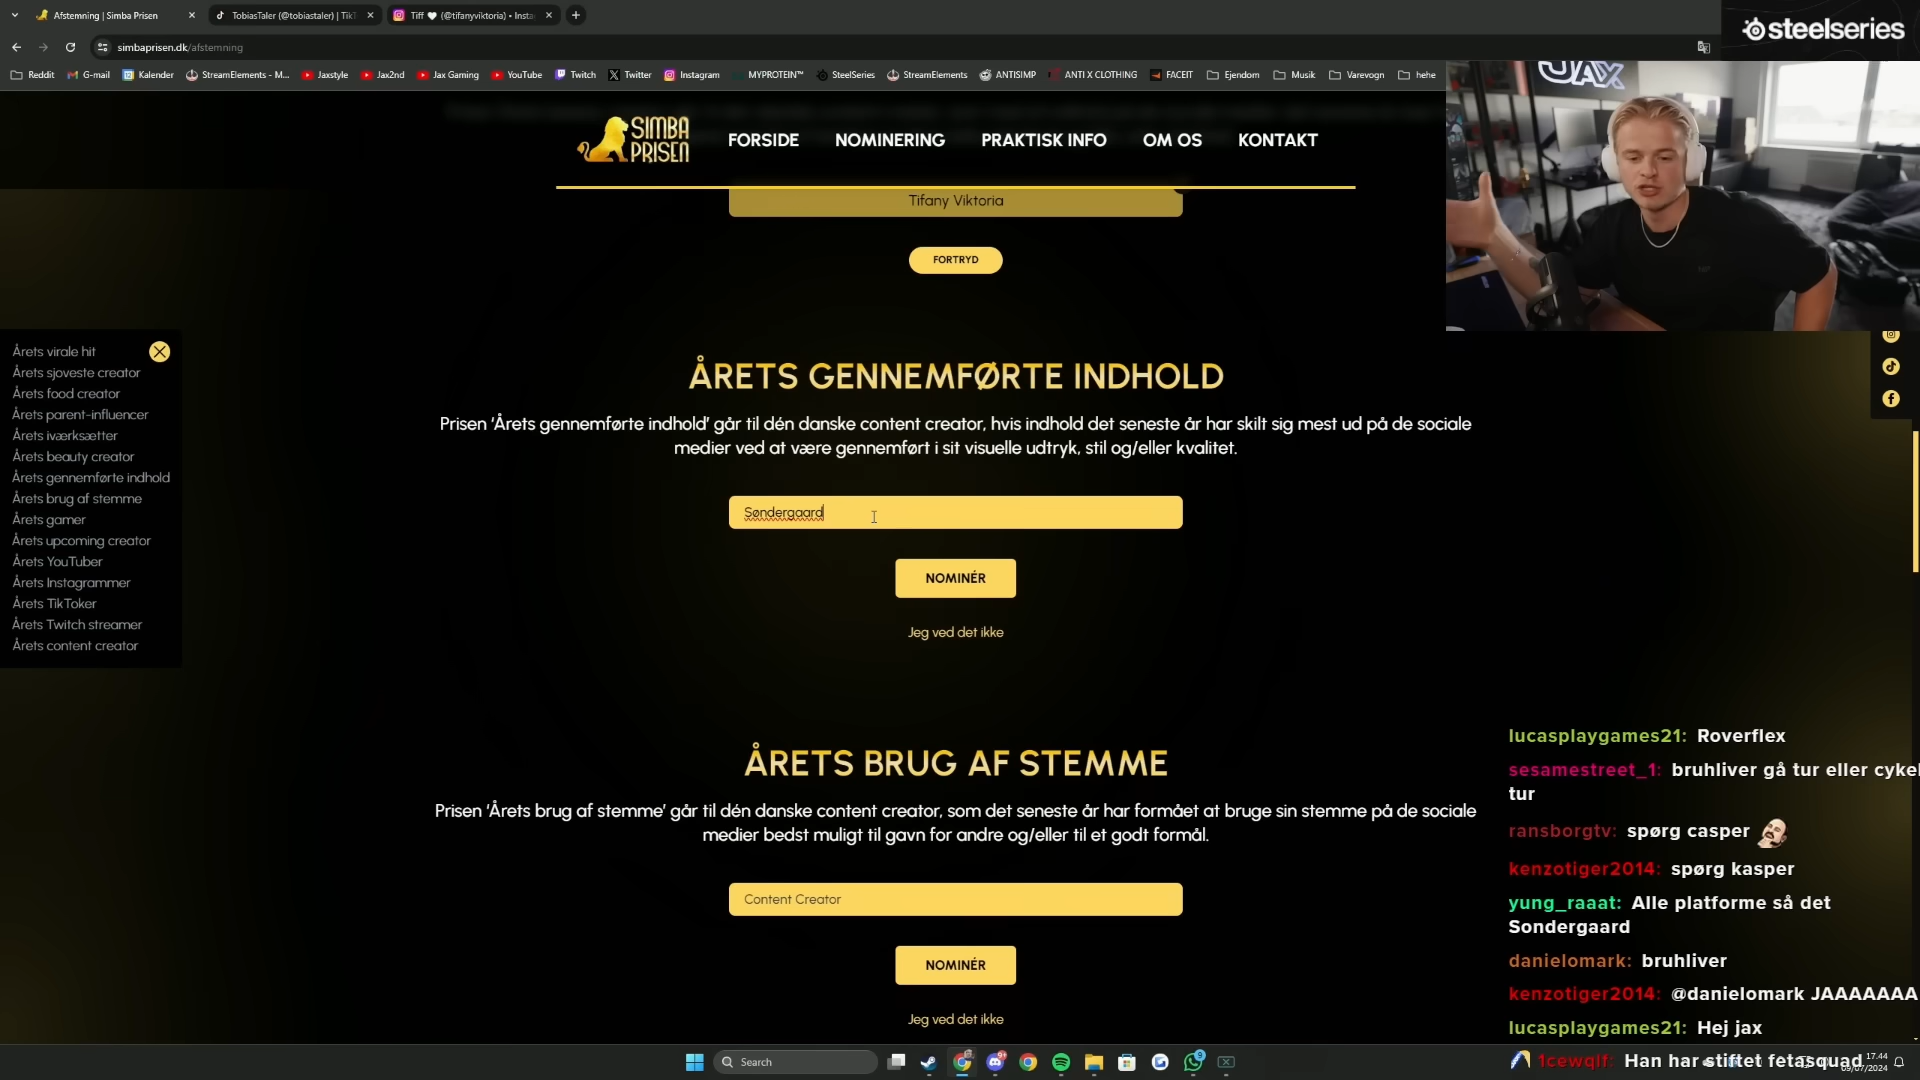 Afstemning | Simba Prisen
TobiasTaler (@tobiastaler) | Tik
Tiff 🤍 (@tifanyviktoria) • Insta
steelseries
simbaprisen.dk/afstemning
Reddit
G-mail
Kalender
StreamElements - M...
Jaxstyle
Jax2nd
Jax Gaming
YouTube
Twitch
Twitter
Instagram
MYPROTEIN™
SteelSeries
StreamElements
ANTISIMP
ANTI X CLOTHING
FACEIT
Ejendom
Musik
Varevogn
hehe
JAX
SIMBA
PRISEN
FORSIDE
NOMINERING
PRAKTISK INFO
OM OS
KONTAKT
Tifany Viktoria
FORTRYD
Årets virale hit
Årets sjoveste creator
Årets food creator
Årets parent-influencer
Årets iværksætter
Årets beauty creator
Årets gennemførte indhold
Årets brug af stemme
Årets gamer
Årets upcoming creator
Årets YouTuber
Årets Instagrammer
Årets TikToker
Årets Twitch streamer
Årets content creator
ÅRETS GENNEMFØRTE INDHOLD
Prisen 'Årets gennemførte indhold' går til dén danske content creator, hvis indhold det seneste år har skilt sig mest ud på de sociale
medier ved at være gennemført i sit visuelle udtryk, stil og/eller kvalitet.
Søndergaard
NOMINÉR
Jeg ved det ikke
ÅRETS BRUG AF STEMME
Prisen 'Årets brug af stemme' går til dén danske content creator, som det seneste år har formået at bruge sin stemme på de sociale
medier bedst muligt til gavn for andre og/eller til et godt formål.
Content Creator
NOMINÉR
Jeg ved det ikke
lucasplaygames21: Roverflex
sesamestreet_1: bruhliver gå tur eller cykel
tur
ransborgtv: spørg casper
kenzotiger2014: spørg kasper
yung_raaat: Alle platforme så det
Sondergaard
danielomark: bruhliver
kenzotiger2014: @danielomark JAAAAAAA
lucasplaygames21: Hej jax
1cewqlf: Han har stiftet fetasquad
Search
9+
9
17.44
09/07/2024